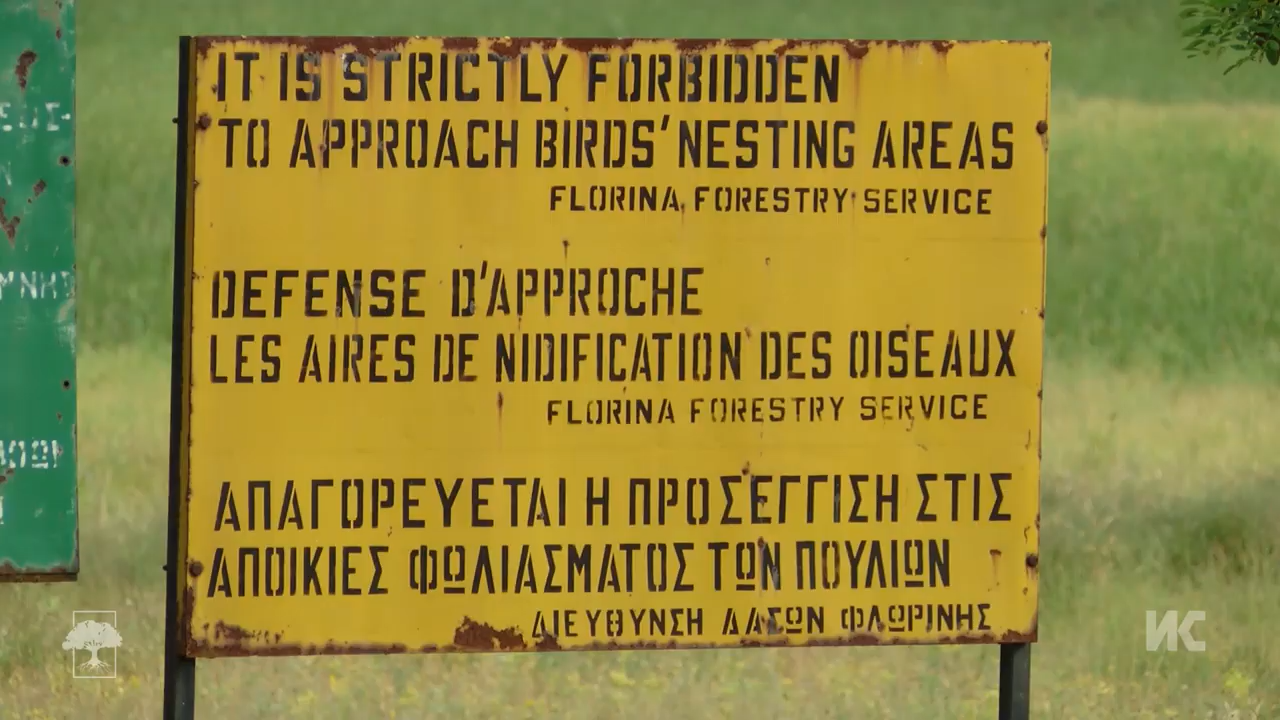 IT IS STRICTLY FORBIDDEN
TO APPROACH BIRDS' NESTING AREAS
FLORINA FORESTRY SERVICE
DEFENSE D'APPROCHE
LES AIRES DE NIDIFICATION DES OISEAUX
FLORINA FORESTRY SERVICE
ΑΠΑΓΟΡΕΥΕΤΑΙ Η ΠΡΟΣΕΓΓΙΣΗ ΣΤΙΣ
ΑΠΟΙΚΙΕΣ ΦΩΛΙΑΣΜΑΤΟΣ ΤΩΝ ΠΟΥΛΙΩΝ
ΔΙΕΥΘΥΝΣΗ ΔΑΣΩΝ ΦΛΩΡΙΝΗΣ
ИС